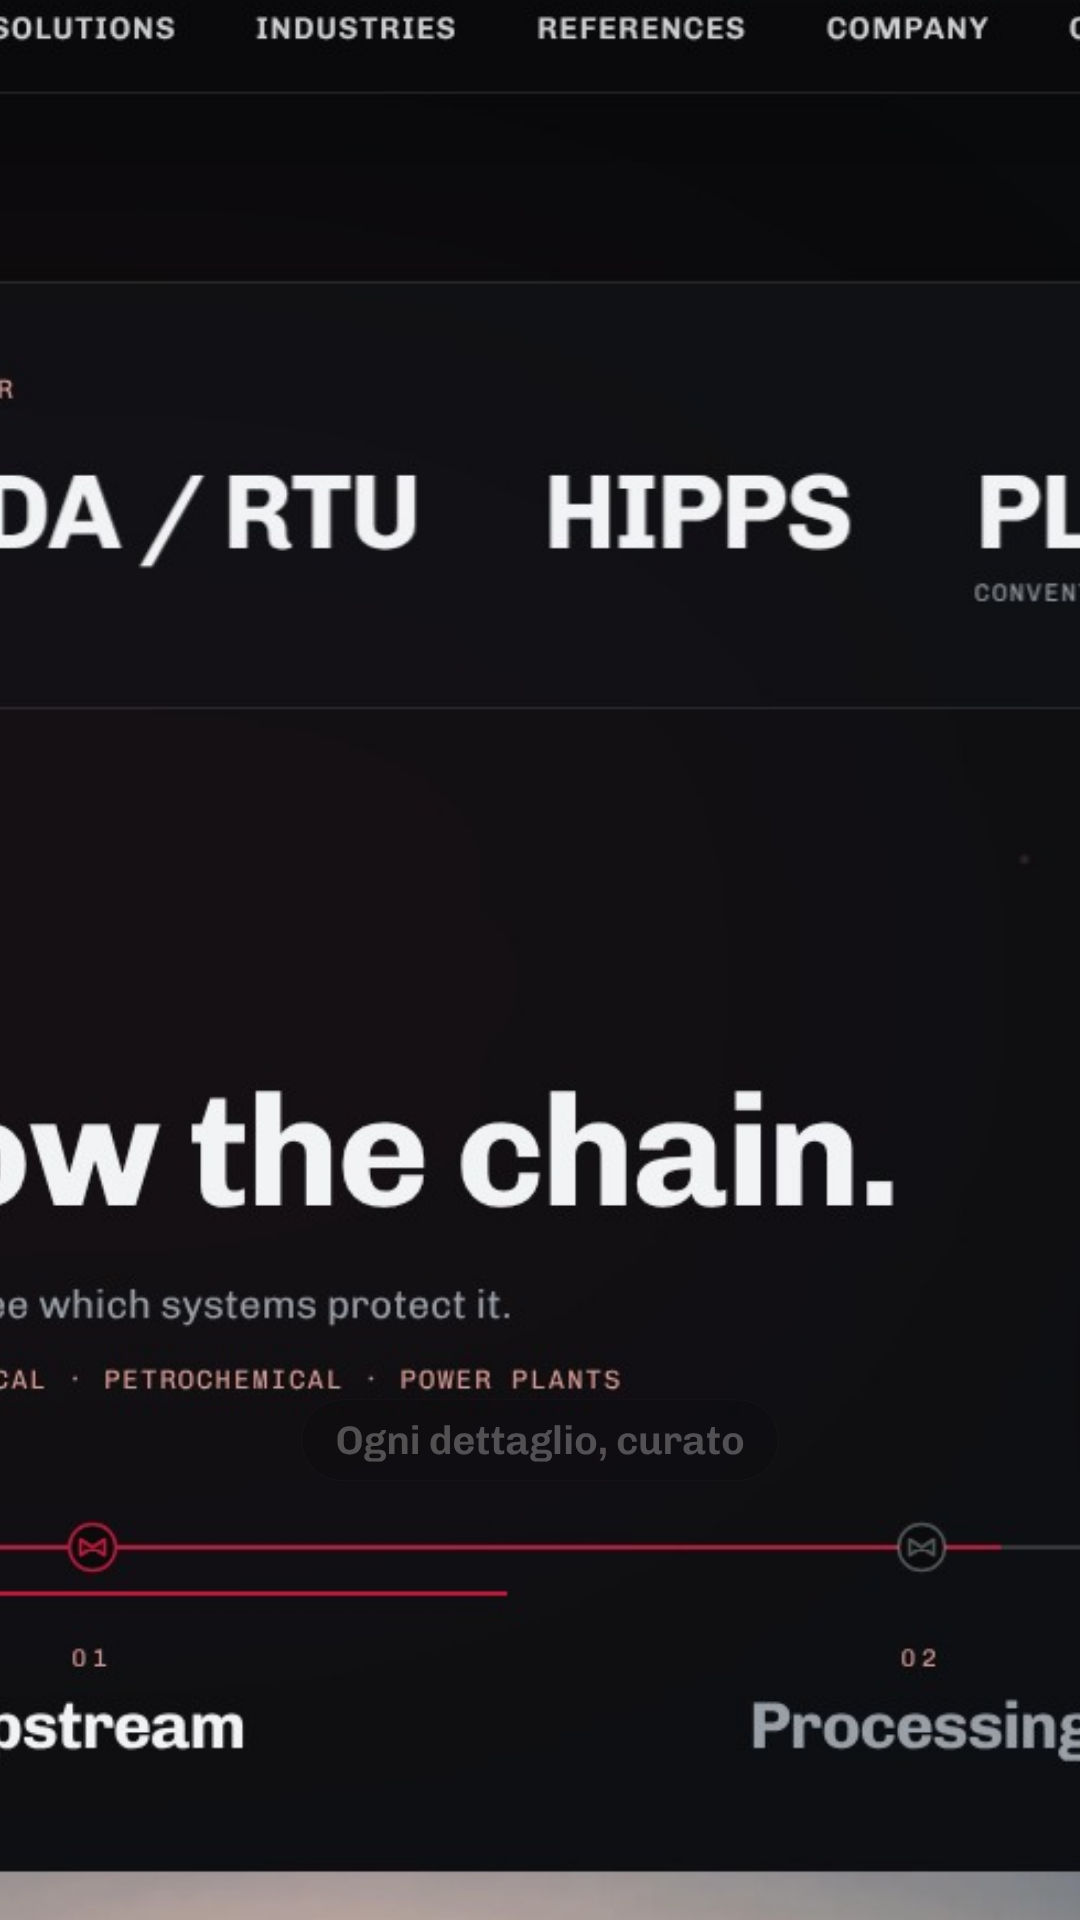 SOLUTIONS INDUSTRIES REFERENCES COMPANY
R
DA / RTU HIPPS PL
CONVEN
ow the chain.
ee which systems protect it.
CAL · PETROCHEMICAL · POWER PLANTS
Ogni dettaglio, curato
01 02
pstream Processing